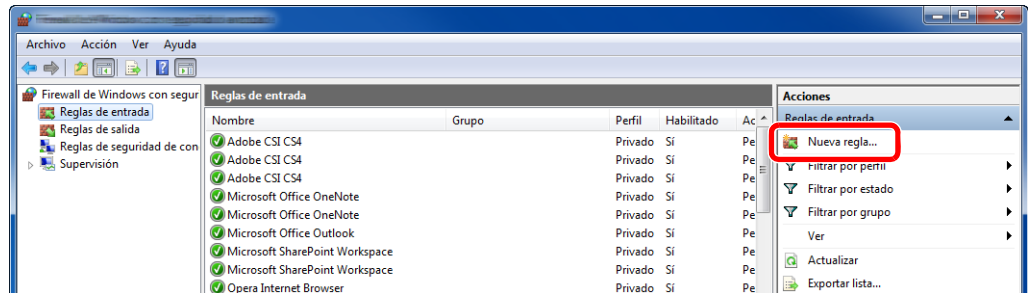 Archivo Acción Ver Ayuda
Firewall de Windows con segur
Reglas de entrada
Reglas de salida
Reglas de seguridad de con
Supervisión
Reglas de entrada
Nombre Grupo Perfil Habilitado Ac
Adobe CSI CS4 Privado Sí Pe
Adobe CSI CS4 Privado Sí Pe
Adobe CSI CS4 Privado Sí Pe
Microsoft Office OneNote Privado Sí Pe
Microsoft Office OneNote Privado Sí Pe
Microsoft Office Outlook Privado Sí Pe
Microsoft SharePoint Workspace Privado Sí Pe
Microsoft SharePoint Workspace Privado Sí Pe
Opera Internet Browser Privado Sí Pe
Acciones
Reglas de entrada
Nueva regla...
Filtrar por perfil
Filtrar por estado
Filtrar por grupo
Ver
Actualizar
Exportar lista...